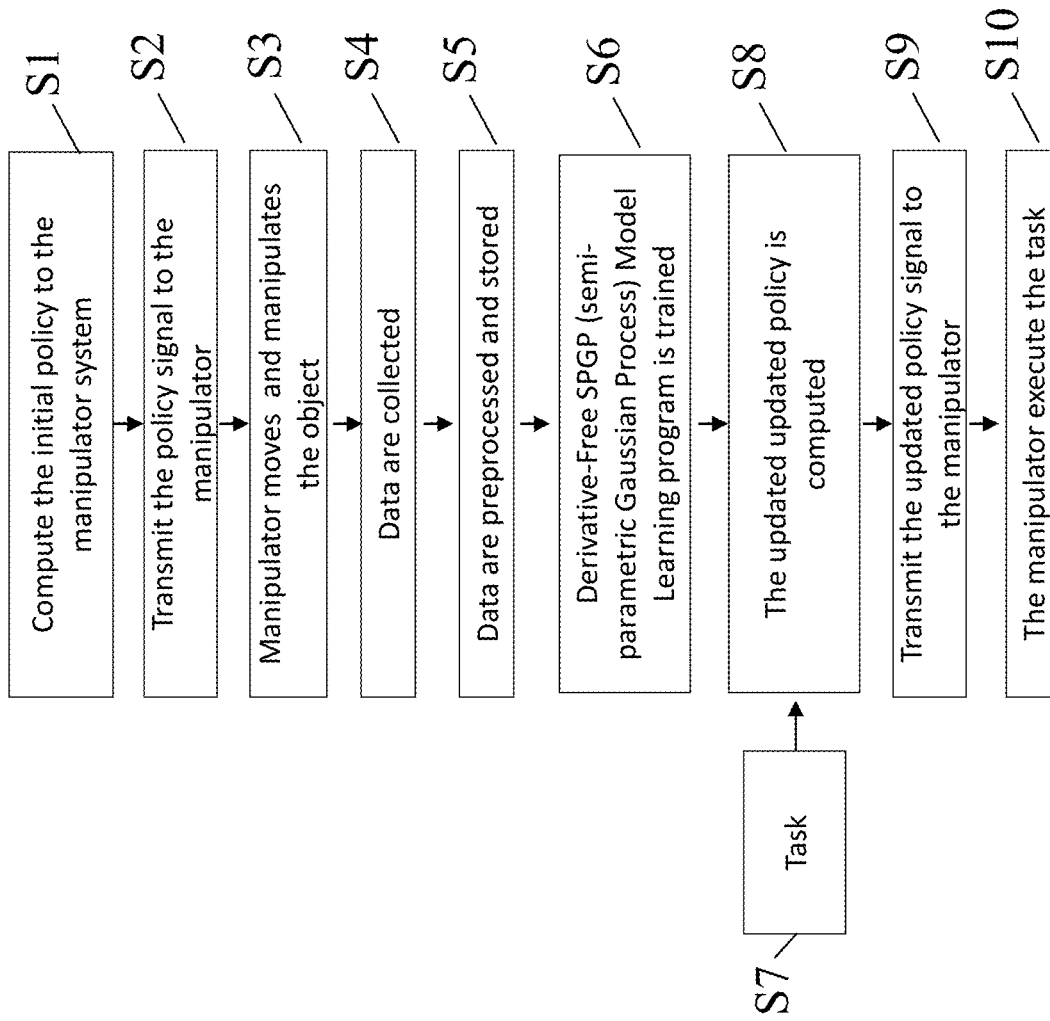 Compute the initial policy to the
manipulator system
S1
Transmit the policy signal to the
manipulator
S2
Manipulator moves and manipulates
the object
S3
Data are collected
S4
Data are preprocessed and stored
S5
Derivative-Free SPGP (semi-
parametric Gaussian Process) Model
Learning program is trained
S6
Task
S7
The updated updated policy is
computed
S8
Transmit the updated policy signal to
the manipulator
S9
The manipulator execute the task
S10